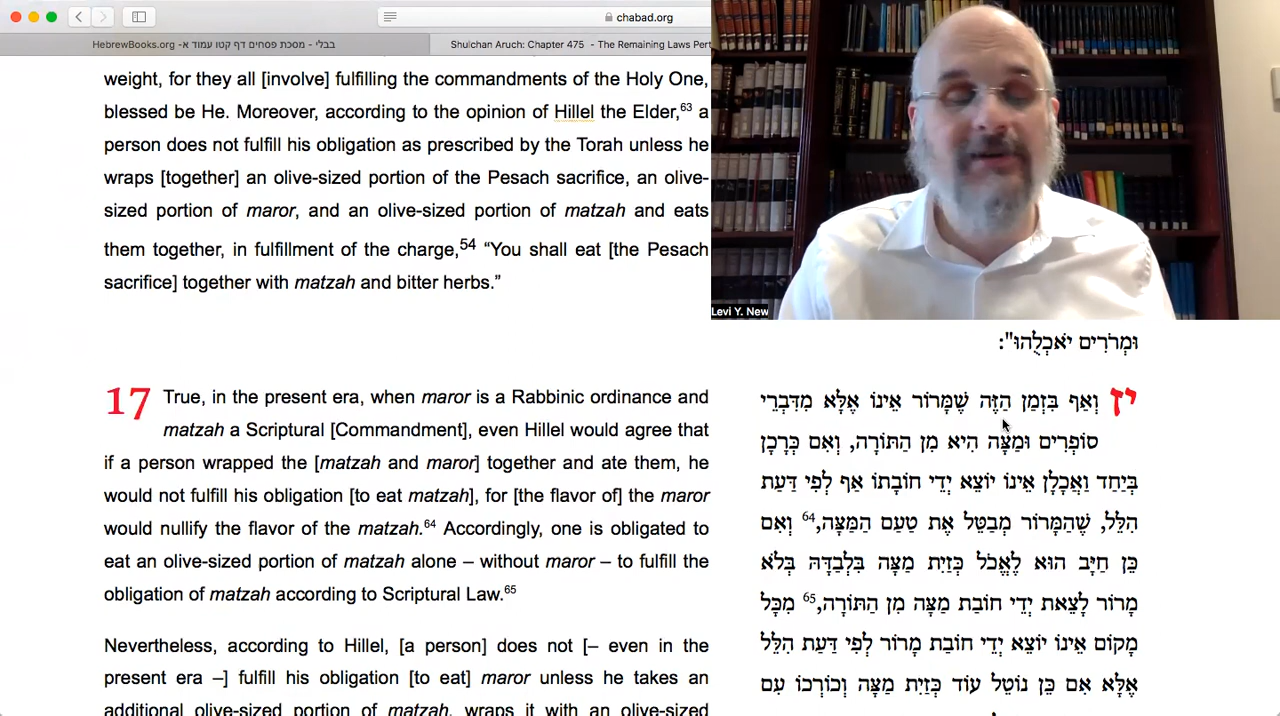 chabad.org
HebrewBooks.org -בבלי - מסכת פסחים דף קטו עמוד א
Shulchan Aruch: Chapter 475 - The Remaining Laws Pert
weight, for they all [involve] fulfilling the commandments of the Holy One,
blessed be He. Moreover, according to the opinion of Hillel the Elder,63 a
person does not fulfill his obligation as prescribed by the Torah unless he
wraps [together] an olive-sized portion of the Pesach sacrifice, an olive-
sized portion of maror, and an olive-sized portion of matzah and eats
them together, in fulfillment of the charge,54 “You shall eat [the Pesach
sacrifice] together with matzah and bitter herbs.”
Levi Y. New
17 True, in the present era, when maror is a Rabbinic ordinance and
matzah a Scriptural [Commandment], even Hillel would agree that
if a person wrapped the [matzah and maror] together and ate them, he
would not fulfill his obligation [to eat matzah], for [the flavor of] the maror
would nullify the flavor of the matzah.64 Accordingly, one is obligated to
eat an olive-sized portion of matzah alone – without maror – to fulfill the
obligation of matzah according to Scriptural Law.65
Nevertheless, according to Hillel, [a person] does not [– even in the
present era –] fulfill his obligation [to eat] maror unless he takes an
additional olive-sized portion of matzah, wraps it with an olive-sized
וּמְרֹרִים יֹאכְלֻהוּ":
יז וְאַף בִּזְמַן הַזֶּה שֶׁמָּרוֹר אֵינוֹ אֶלָּא מִדִּבְרֵי
סוֹפְרִים וּמַצָּה הִיא מִן הַתּוֹרָה, וְאִם כְּרָכָן
בְּיַחַד וַאֲכָלָן אֵינוֹ יוֹצֵא יְדֵי חוֹבָתוֹ אַף לְפִי דַּעַת
הִלֵּל, שֶׁהַמָּרוֹר מְבַטֵּל אֶת טַעַם הַמַּצָּה,64 וְאִם
כֵּן חַיָּב הוּא לֶאֱכֹל כְּזַיִת מַצָּה בִּלְבַדָּהּ בְּלֹא
מָרוֹר לָצֵאת יְדֵי חוֹבַת מַצָּה מִן הַתּוֹרָה,65 מִכָּל
מָקוֹם אֵינוֹ יוֹצֵא יְדֵי חוֹבַת מָרוֹר לְפִי דַּעַת הִלֵּל
אֶלָּא אִם כֵּן נוֹטֵל עוֹד כְּזַיִת מַצָּה וְכוֹרְכוֹ עִם